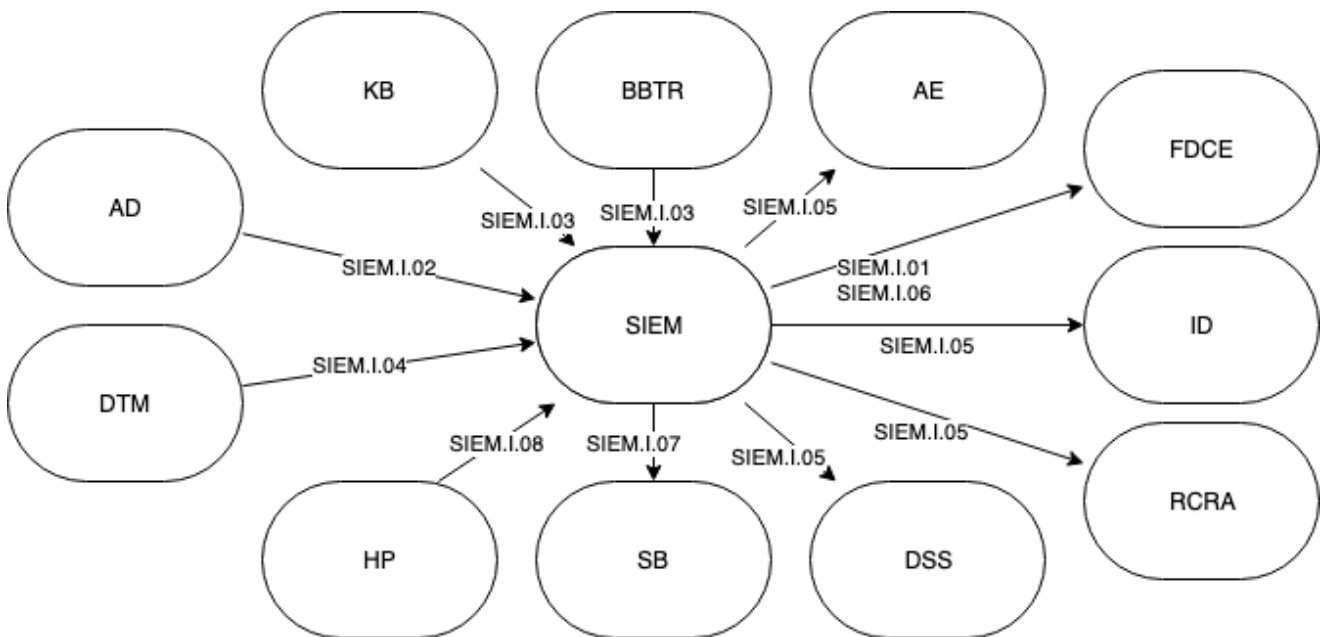 KB
BBTR
AE
FDCE
AD
SIEM.I.03
SIEM.I.03
SIEM.I.05
SIEM.I.02
SIEM.I.01
SIEM.I.06
SIEM
ID
SIEM.I.05
SIEM.I.04
DTM
SIEM.I.08
SIEM.I.07
SIEM.I.05
SIEM.I.05
RCRA
HP
SB
DSS